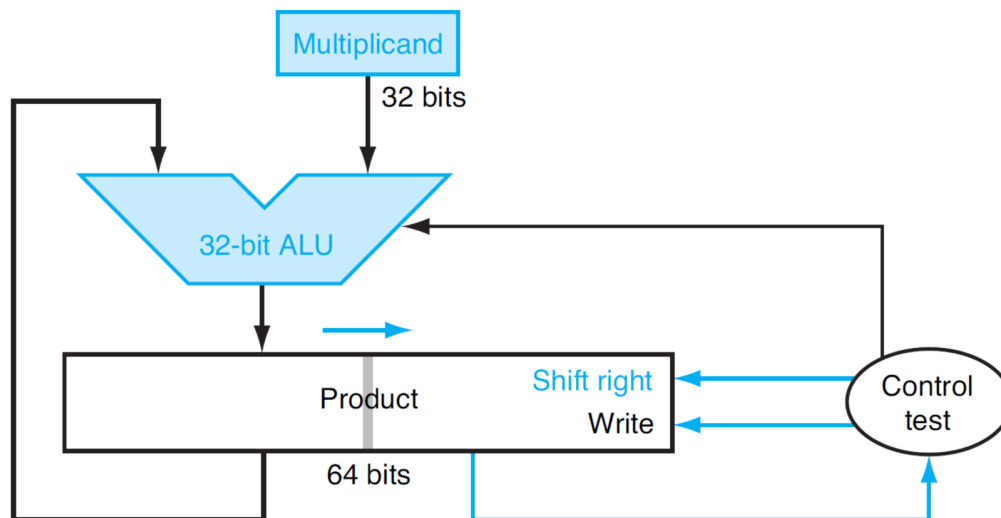 Multiplicand
32 bits
32-bit ALU
Product
Shift right
Write
64 bits
Control
test